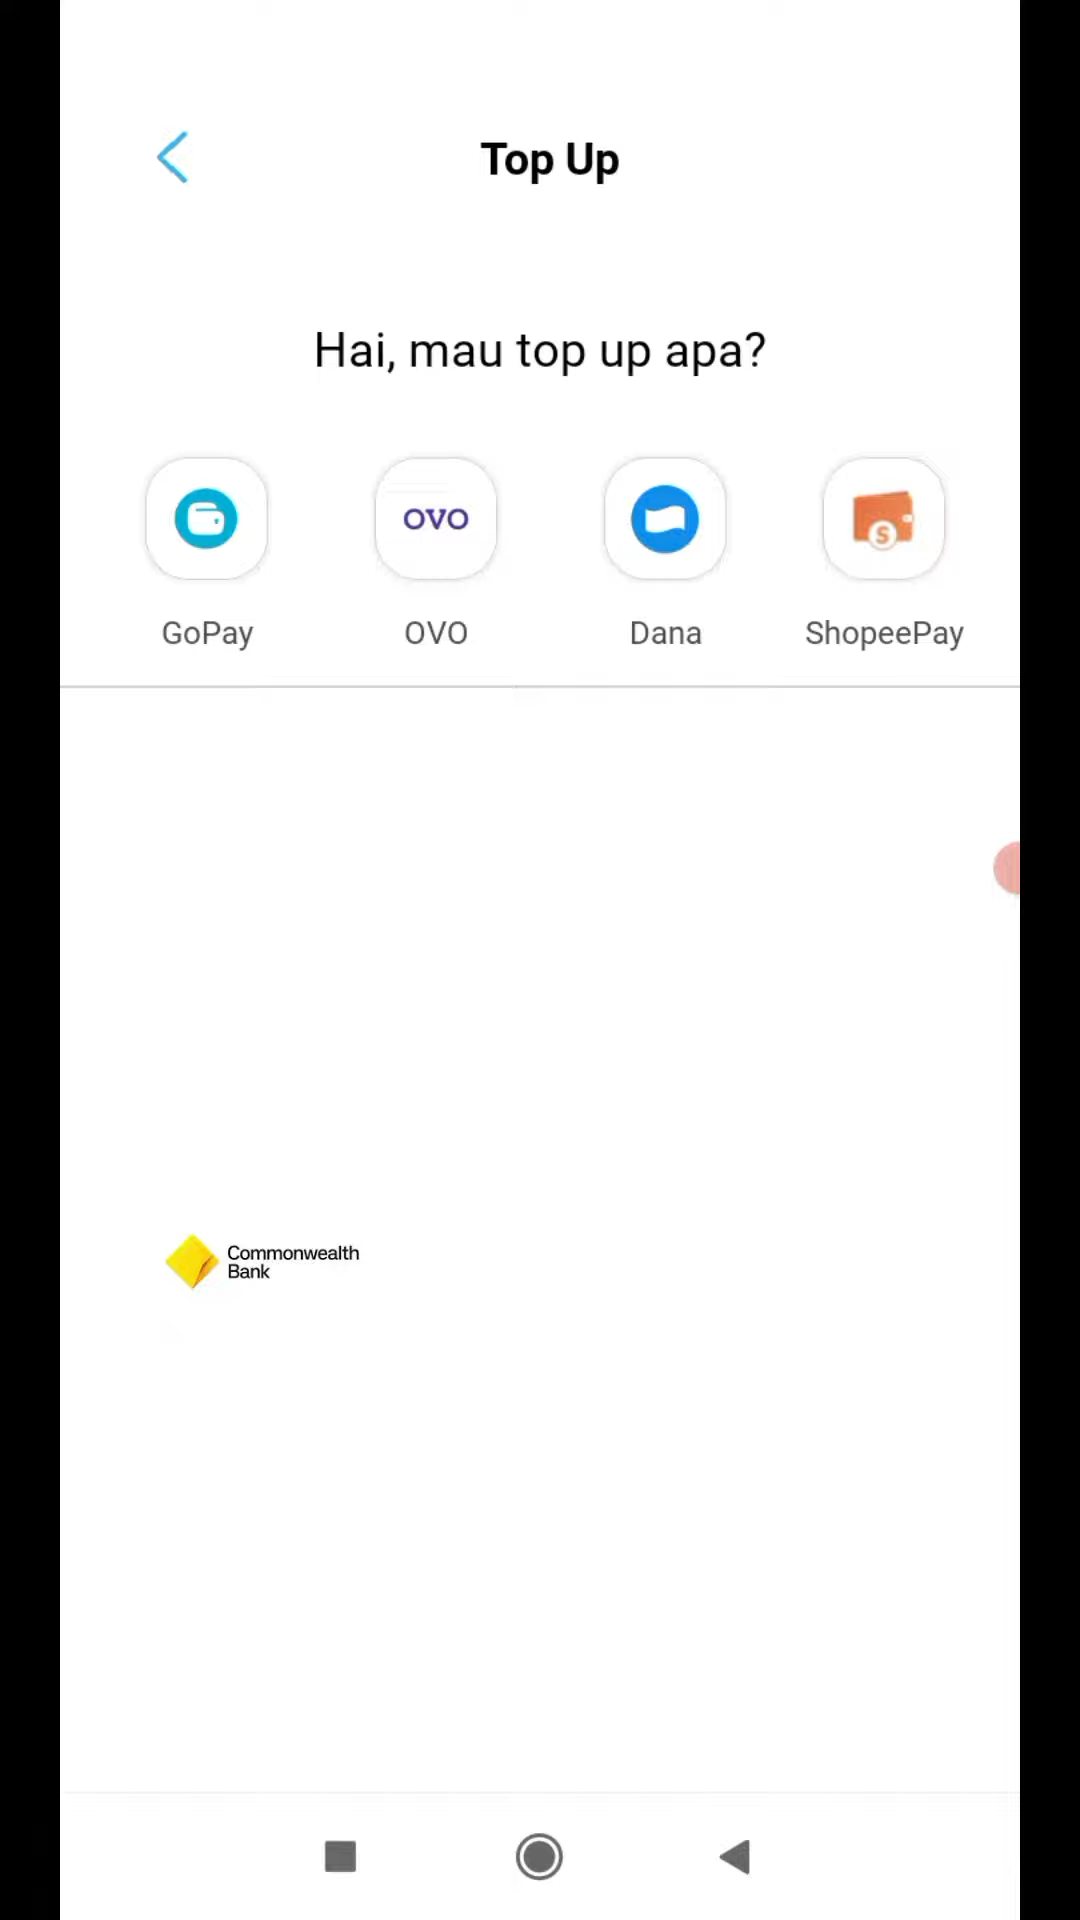 Top Up
Hai, mau top up apa?
OVO
GoPay
OVO
Dana
ShopeePay
Commonwealth
Bank